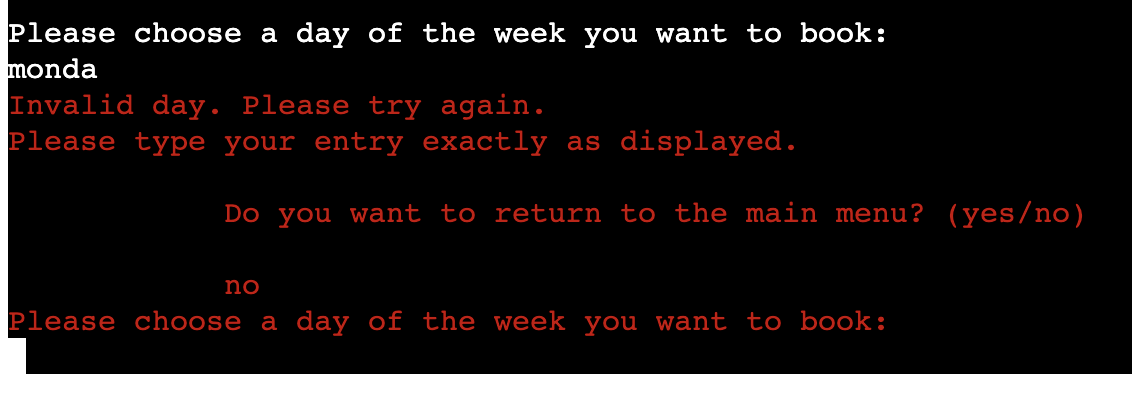 Please choose a day of the week you want to book:
monda
Invalid day. Please try again.
Please type your entry exactly as displayed.
Do you want to return to the main menu? (yes/no)
no
Please choose a day of the week you want to book: